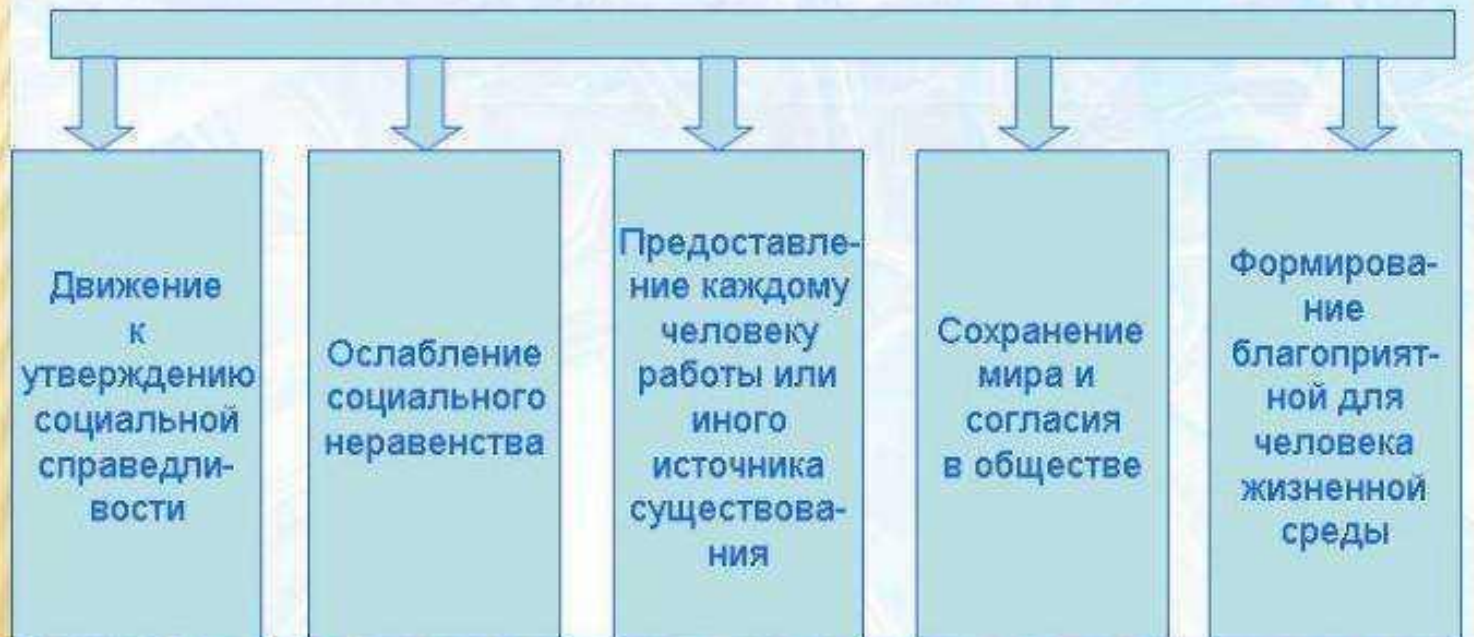 Движение
к
утверждению
социальной
справедли-
вости
Ослабление
социального
неравенства
Предоставле-
ние каждому
человеку
работы или
иного
источника
существова-
ния
Сохранение
мира и
согласия
в обществе
Формирова-
ние
благоприят-
ной для
человека
жизненной
среды